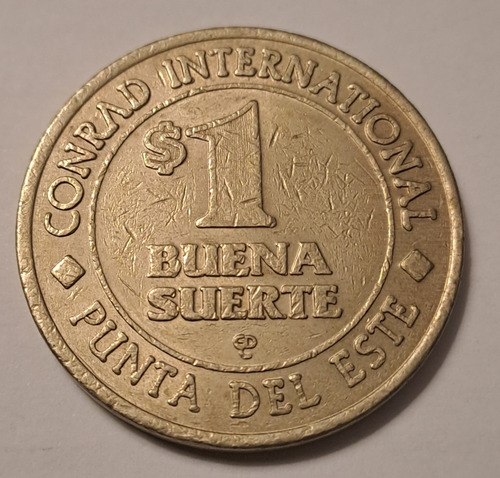 CONRAD INTERNATIONAL
$1
BUENA
SUERTE
PUNTA DEL ESTE